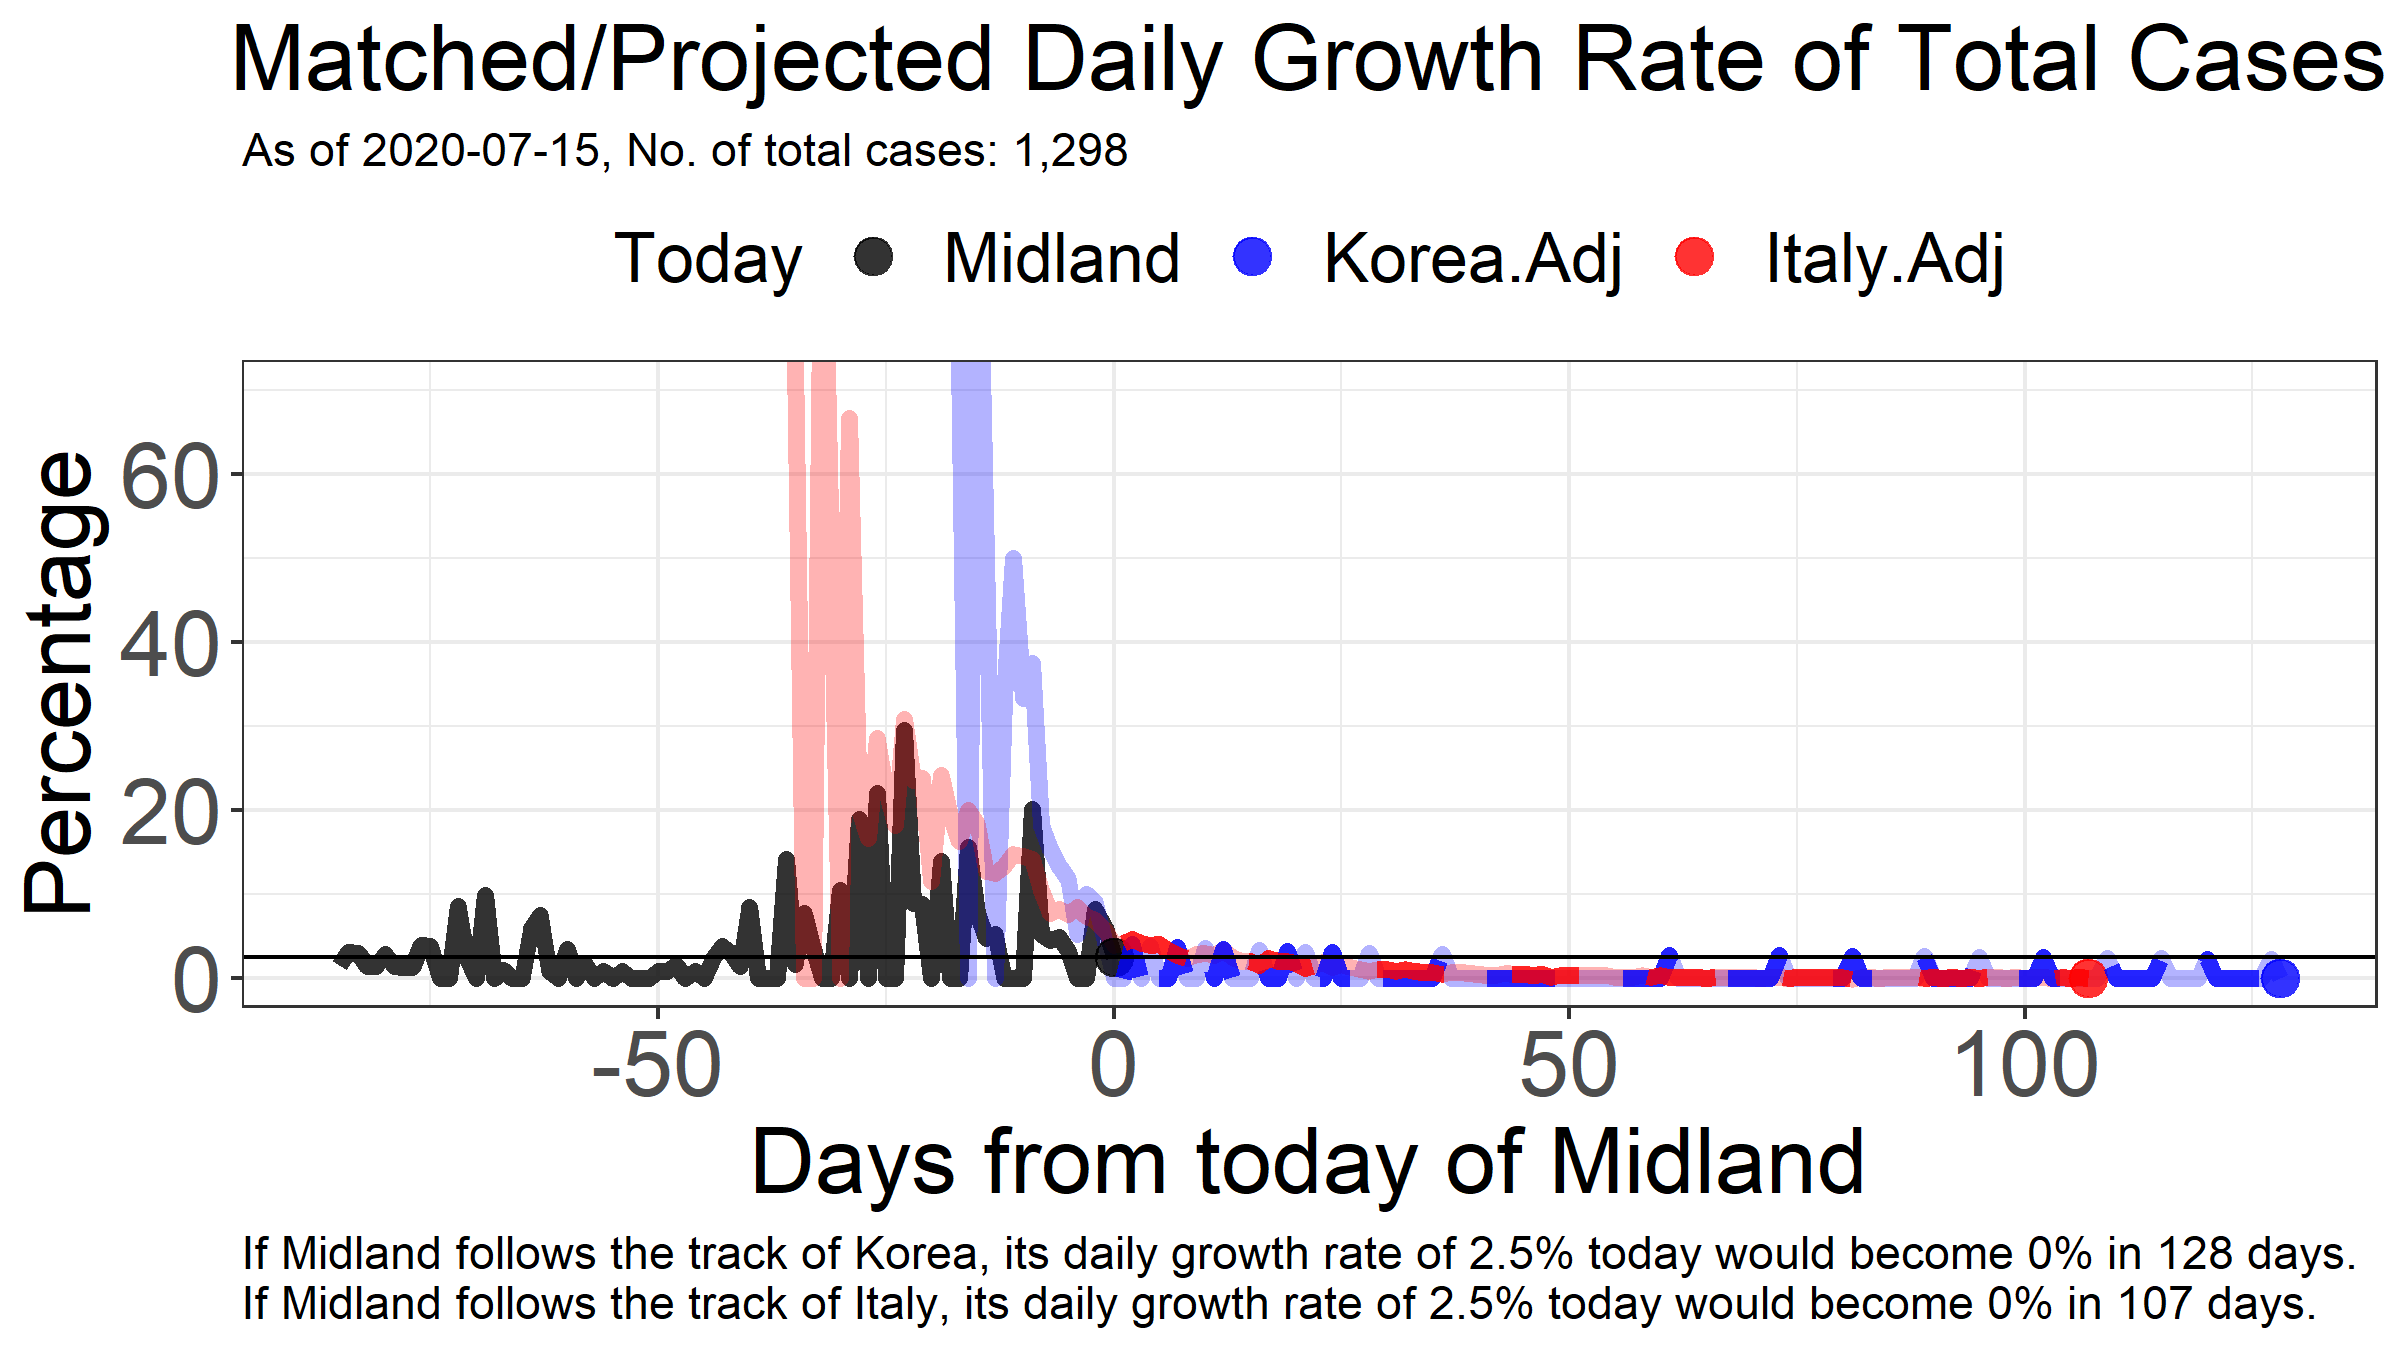 Matched/Projected Daily Growth Rate of Total Cases
As of 2020-07-15, No. of total cases: 1,298
Today Midland Korea.Adj Italy.Adj
Percentage
60
40
20
0
-50 0 50 100
Days from today of Midland
If Midland follows the track of Korea, its daily growth rate of 2.5% today would become 0% in 128 days.
If Midland follows the track of Italy, its daily growth rate of 2.5% today would become 0% in 107 days.